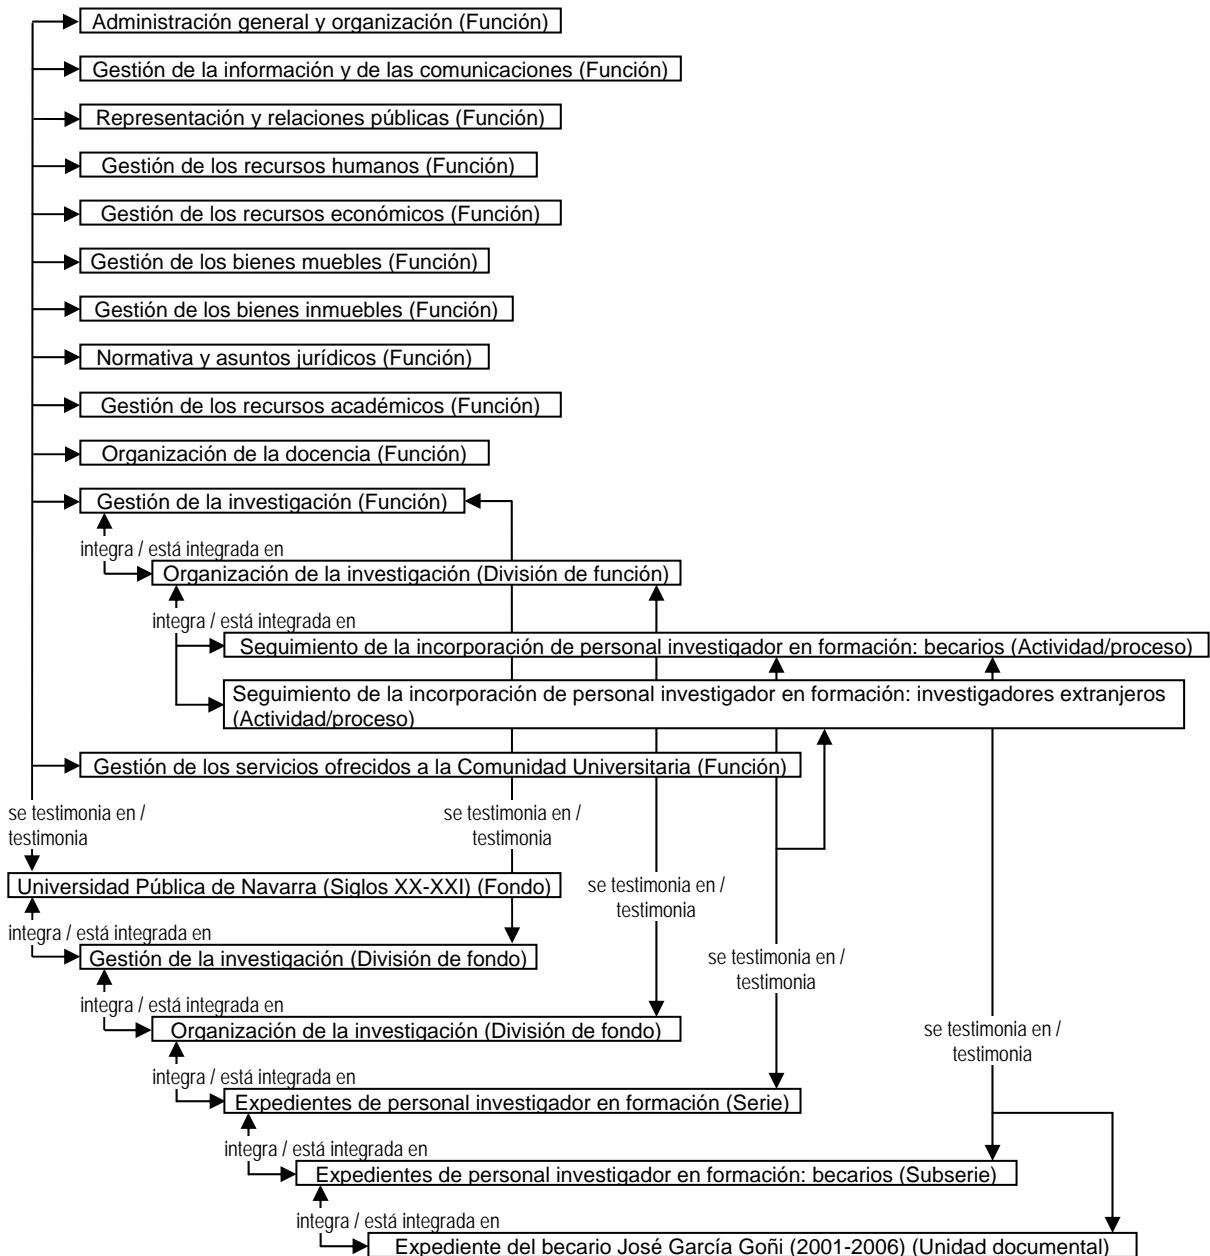 Administración general y organización (Función)
Gestión de la información y de las comunicaciones (Función)
Representación y relaciones públicas (Función)
Gestión de los recursos humanos (Función)
Gestión de los recursos económicos (Función)
Gestión de los bienes muebles (Función)
Gestión de los bienes inmuebles (Función)
Normativa y asuntos jurídicos (Función)
Gestión de los recursos académicos (Función)
Organización de la docencia (Función)
Gestión de la investigación (Función)
integra / está integrada en
Organización de la investigación (División de función)
integra / está integrada en
Seguimiento de la incorporación de personal investigador en formación: becarios (Actividad/proceso)
Seguimiento de la incorporación de personal investigador en formación: investigadores extranjeros
(Actividad/proceso)
Gestión de los servicios ofrecidos a la Comunidad Universitaria (Función)
se testimonia en /
testimonia
se testimonia en /
testimonia
Universidad Pública de Navarra (Siglos XX-XXI) (Fondo)
se testimonia en /
testimonia
integra / está integrada en
Gestión de la investigación (División de fondo)
se testimonia en /
testimonia
integra / está integrada en
Organización de la investigación (División de fondo)
se testimonia en /
testimonia
integra / está integrada en
Expedientes de personal investigador en formación (Serie)
integra / está integrada en
Expedientes de personal investigador en formación: becarios (Subserie)
integra / está integrada en
Expediente del becario José García Goñi (2001-2006) (Unidad documental)